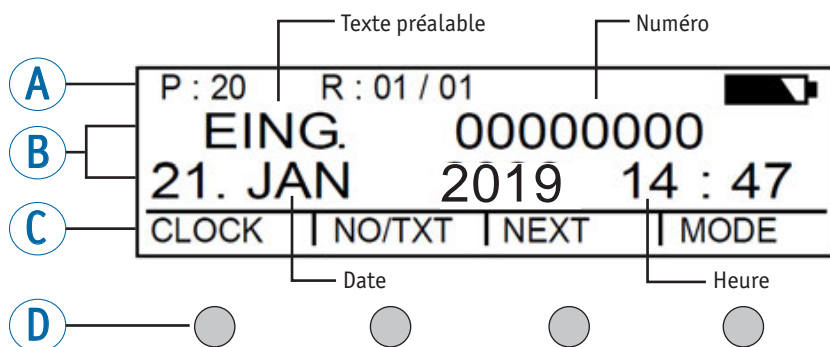 Texte préalable Numéro
A P : 20 R : 01 / 01
B EING. 00000000
21. JAN 2019 14 : 47
C CLOCK NO/TXT NEXT MODE
Date Heure
D